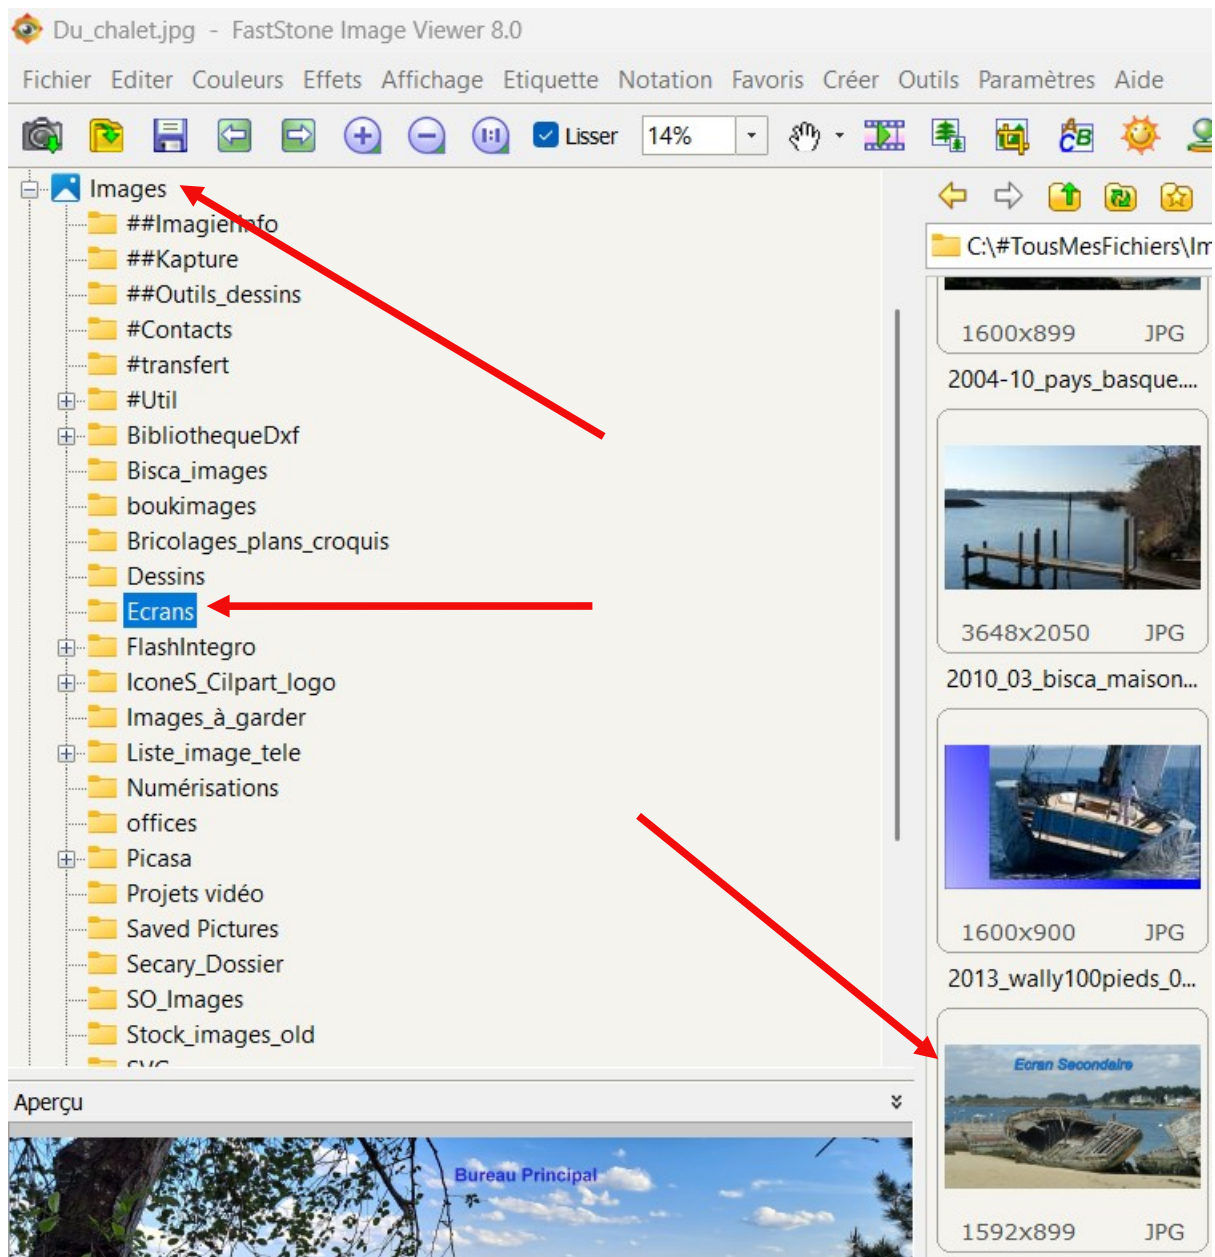 Du_chalet.jpg - FastStone Image Viewer 8.0
Fichier Editer Couleurs Effets Affichage Etiquette Notation Favoris Créer Outils Paramètres Aide
1:1 Lisser 14%
Images
##ImagierInfo
##Kapture
##Outils_dessins
#Contacts
#transfert
#Util
BibliothequeDxf
Bisca_images
boukimages
Bricolages_plans_croquis
Dessins
Ecrans
FlashIntegro
IconeS_Cilpart_logo
Images_à_garder
Liste_image_tele
Numérisations
offices
Picasa
Projets vidéo
Saved Pictures
Secary_Dossier
SO_Images
Stock_images_old
C:\#TousMesFichiers\Im
1600x899 JPG
2004-10_pays_basque....
3648x2050 JPG
2010_03_bisca_maison...
1600x900 JPG
2013_wally100pieds_0...
Ecran Secondaire
1592x899 JPG
Aperçu
Bureau Principal